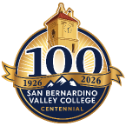 100
1926 2026
SAN BERNARDINO
VALLEY COLLEGE
CENTENNIAL